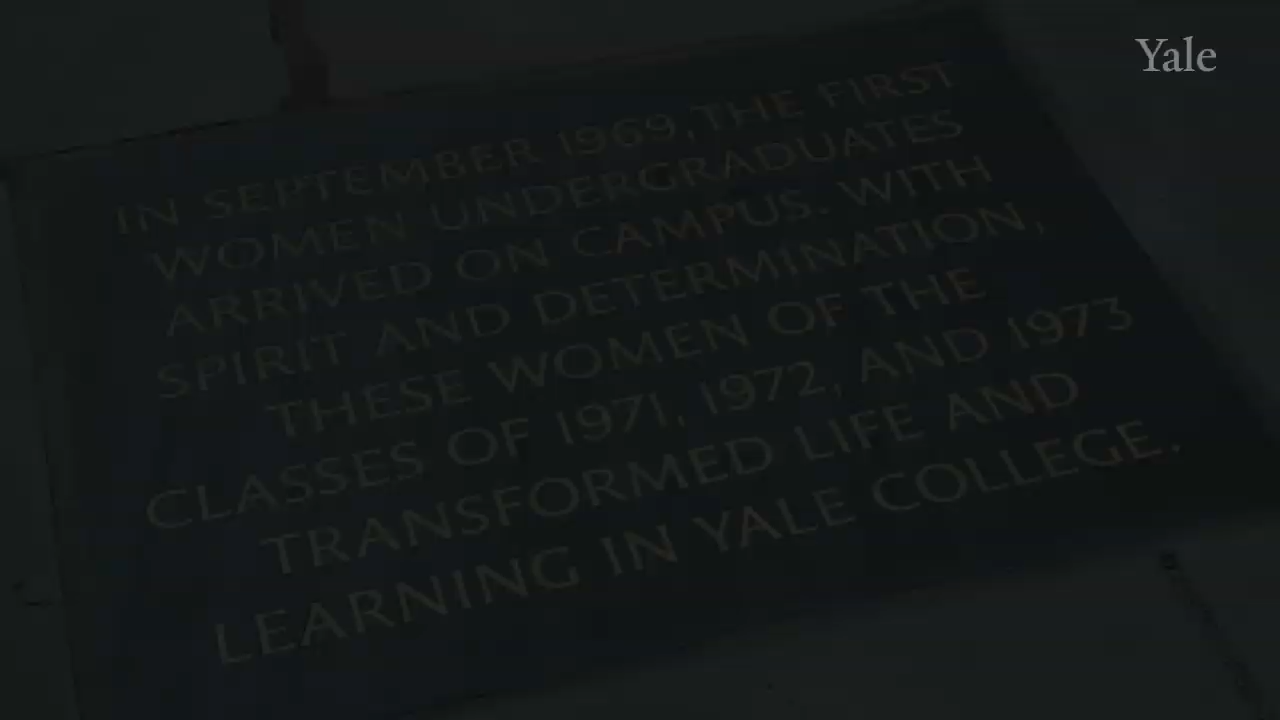 Yale
IN SEPTEMBER 1969, THE FIRST
WOMEN UNDERGRADUATES
ARRIVED ON CAMPUS. WITH
SPIRIT AND DETERMINATION,
THESE WOMEN OF THE
CLASSES OF 1971, 1972, AND 1973
TRANSFORMED LIFE AND
LEARNING IN YALE COLLEGE.